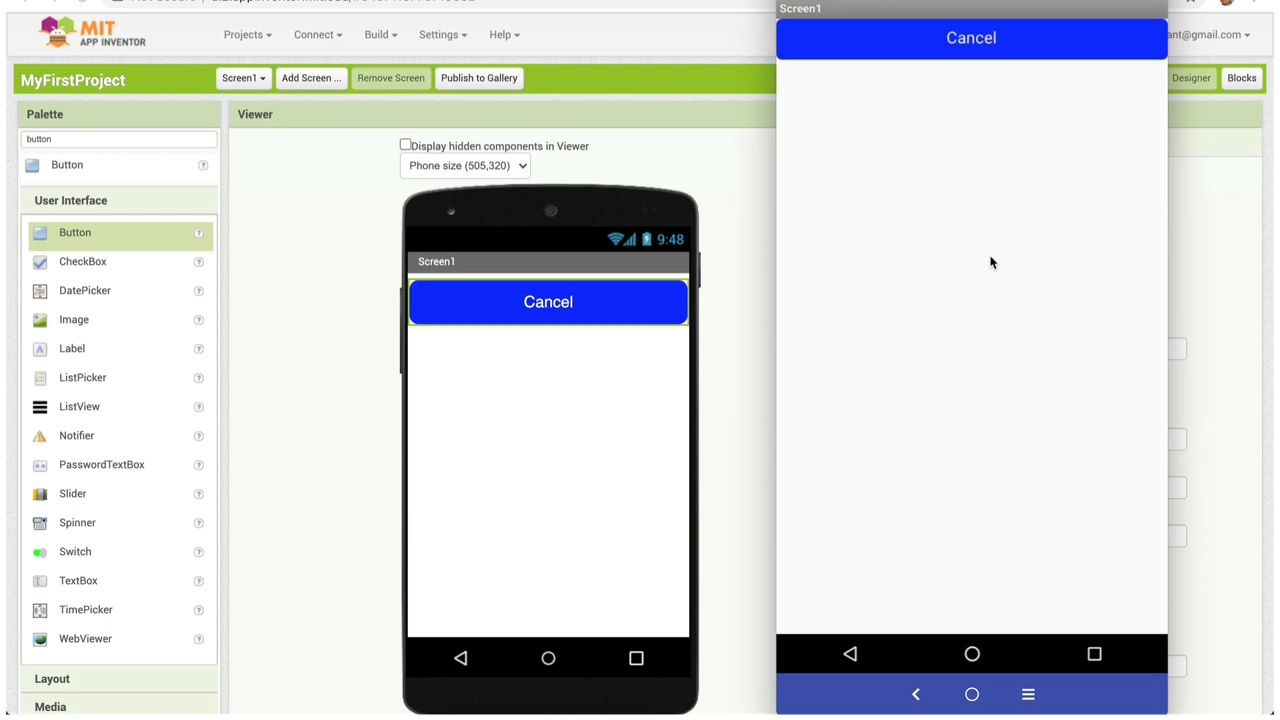 Screen1
MIT
APP INVENTOR
Projects
Connect
Build
Settings
Help
ant@gmail.com
MyFirstProject
Screen1
Add Screen ...
Remove Screen
Publish to Gallery
Designer
Blocks
Palette
Viewer
button
Button
User Interface
Button
CheckBox
DatePicker
Image
Label
ListPicker
ListView
Notifier
PasswordTextBox
Slider
Spinner
Switch
TextBox
TimePicker
WebViewer
Layout
Media
Display hidden components in Viewer
Phone size (505,320)
9:48
Screen1
Cancel
Cancel